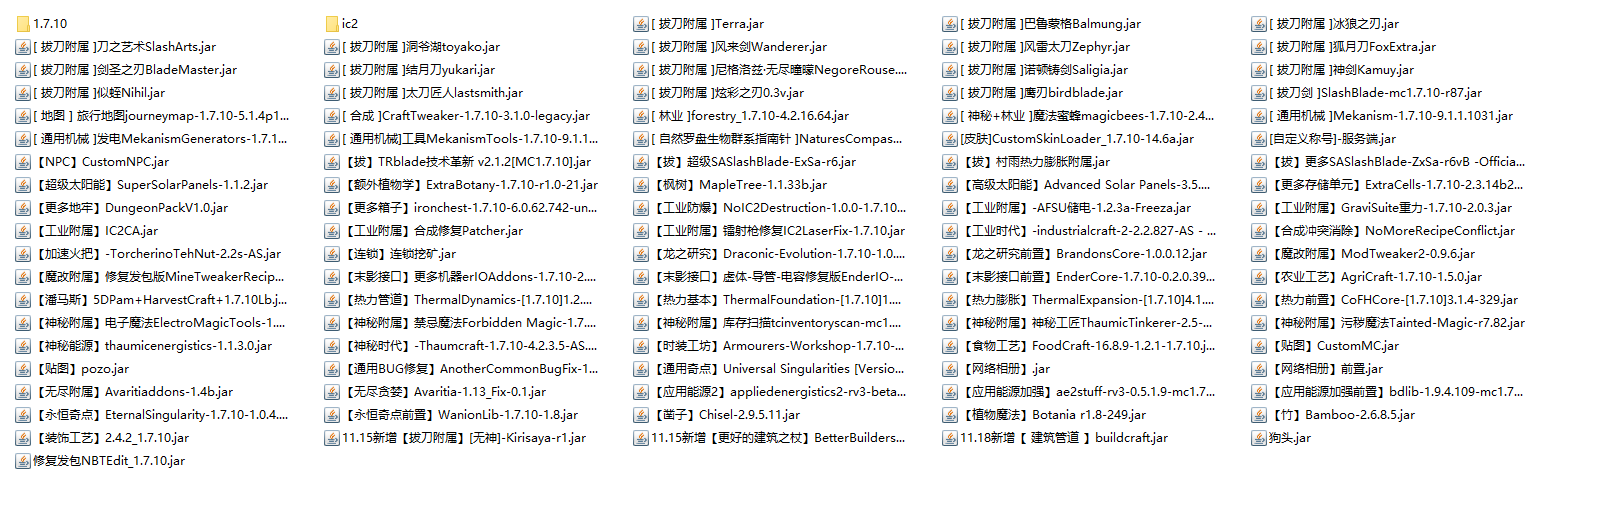 1.7.10
ic2
[ 拔刀附属 ]Terra.jar
[ 拔刀附属 ]巴鲁蒙格Balmung.jar
[ 拔刀附属 ]冰狼之刃.jar
[ 拔刀附属 ]刀之艺术SlashArts.jar
[ 拔刀附属 ]洞爷湖toyako.jar
[ 拔刀附属 ]风来剑Wanderer.jar
[ 拔刀附属 ]风雷太刀Zephyr.jar
[ 拔刀附属 ]狐月刀FoxExtra.jar
[ 拔刀附属 ]剑圣之刃BladeMaster.jar
[ 拔刀附属 ]结月刀yukari.jar
[ 拔刀附属 ]尼格洛兹·无尽曈曚NegoreRouse....
[ 拔刀附属 ]诺顿铸剑Saligia.jar
[ 拔刀附属 ]神剑Kamuy.jar
[ 拔刀附属 ]似蛭Nihil.jar
[ 拔刀附属 ]太刀匠人lastsmith.jar
[ 拔刀附属 ]炫彩之刃0.3v.jar
[ 拔刀附属 ]鹰刃birdblade.jar
[ 拔刀剑 ]SlashBlade-mc1.7.10-r87.jar
[ 地图 ] 旅行地图journeymap-1.7.10-5.1.4p1...
[ 合成 ]CraftTweaker-1.7.10-3.1.0-legacy.jar
[ 林业 ]forestry_1.7.10-4.2.16.64.jar
[ 神秘+林业 ]魔法蜜蜂magicbees-1.7.10-2.4...
[ 通用机械 ]Mekanism-1.7.10-9.1.1.1031.jar
[ 通用机械 ]发电MekanismGenerators-1.7.1...
[ 通用机械]工具MekanismTools-1.7.10-9.1.1...
[ 自然罗盘生物群系指南针 ]NaturesCompas...
[皮肤]CustomSkinLoader_1.7.10-14.6a.jar
[自定义称号]-服务端.jar
【NPC】CustomNPC.jar
【拔】TRblade技术革新 v2.1.2[MC1.7.10].jar
【拔】超级SASlashBlade-ExSa-r6.jar
【拔】村雨热力膨胀附属.jar
【拔】更多SASlashBlade-ZxSa-r6vB -Officia...
【超级太阳能】SuperSolarPanels-1.1.2.jar
【额外植物学】ExtraBotany-1.7.10-r1.0-21.jar
【枫树】MapleTree-1.1.33b.jar
【高级太阳能】Advanced Solar Panels-3.5....
【更多存储单元】ExtraCells-1.7.10-2.3.14b2...
【更多地牢】DungeonPackV1.0.jar
【更多箱子】ironchest-1.7.10-6.0.62.742-un...
【工业防爆】NoIC2Destruction-1.0.0-1.7.10...
【工业附属】-AFSU储电-1.2.3a-Freeza.jar
【工业附属】GraviSuite重力-1.7.10-2.0.3.jar
【工业附属】IC2CA.jar
【工业附属】合成修复Patcher.jar
【工业附属】镭射枪修复IC2LaserFix-1.7.10.jar
【工业时代】-industrialcraft-2-2.2.827-AS - ...
【合成冲突消除】NoMoreRecipeConflict.jar
【加速火把】-TorcherinoTehNut-2.2s-AS.jar
【连锁】连锁挖矿.jar
【龙之研究】Draconic-Evolution-1.7.10-1.0....
【龙之研究前置】BrandonsCore-1.0.0.12.jar
【魔改附属】ModTweaker2-0.9.6.jar
【魔改附属】修复发包版MineTweakerRecip...
【末影接口】更多机器erIOAddons-1.7.10-2....
【末影接口】虚体-导管-电容修复版EnderIO-...
【末影接口前置】EnderCore-1.7.10-0.2.0.39...
【农业工艺】AgriCraft-1.7.10-1.5.0.jar
【潘马斯】5DPam+HarvestCraft+1.7.10Lb.j...
【热力管道】ThermalDynamics-[1.7.10]1.2....
【热力基本】ThermalFoundation-[1.7.10]1....
【热力膨胀】ThermalExpansion-[1.7.10]4.1....
【热力前置】CoFHCore-[1.7.10]3.1.4-329.jar
【神秘附属】电子魔法ElectroMagicTools-1....
【神秘附属】禁忌魔法Forbidden Magic-1.7....
【神秘附属】库存扫描tcinventoryscan-mc1....
【神秘附属】神秘工匠ThaumicTinkerer-2.5-...
【神秘附属】污秽魔法Tainted-Magic-r7.82.jar
【神秘能源】thaumicenergistics-1.1.3.0.jar
【神秘时代】-Thaumcraft-1.7.10-4.2.3.5-AS....
【时装工坊】Armourers-Workshop-1.7.10-...
【食物工艺】FoodCraft-16.8.9-1.2.1-1.7.10.j...
【贴图】CustomMC.jar
【贴图】pozo.jar
【通用BUG修复】AnotherCommonBugFix-1...
【通用奇点】Universal Singularities [Versio...
【网络相册】.jar
【网络相册】前置.jar
【无尽附属】Avaritiaddons-1.4b.jar
【无尽贪婪】Avaritia-1.13_Fix-0.1.jar
【应用能源2】appliedenergistics2-rv3-beta...
【应用能源加强】ae2stuff-rv3-0.5.1.9-mc1.7...
【应用能源加强前置】bdlib-1.9.4.109-mc1.7...
【永恒奇点】EternalSingularity-1.7.10-1.0.4....
【永恒奇点前置】WanionLib-1.7.10-1.8.jar
【凿子】Chisel-2.9.5.11.jar
【植物魔法】Botania r1.8-249.jar
【竹】Bamboo-2.6.8.5.jar
【装饰工艺】2.4.2_1.7.10.jar
11.15新增【拔刀附属】[无神]-Kirisaya-r1.jar
11.15新增【更好的建筑之杖】BetterBuilders...
11.18新增【 建筑管道 】buildcraft.jar
狗头.jar
修复发包NBTEdit_1.7.10.jar